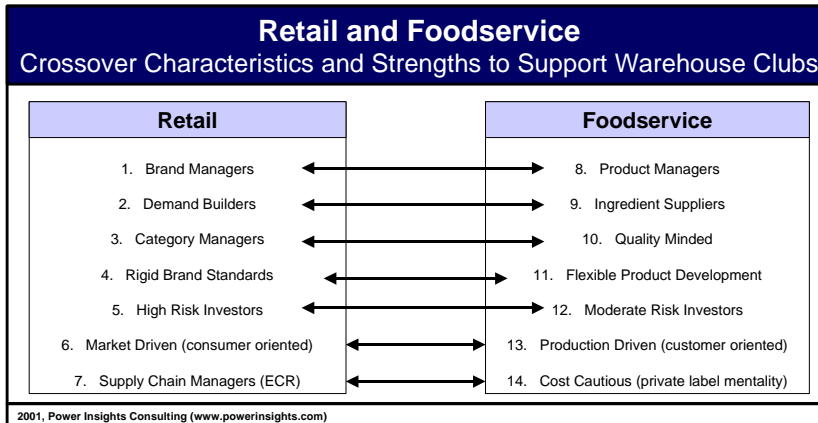 Retail and Foodservice
Crossover Characteristics and Strengths to Support Warehouse Clubs
Retail
1. Brand Managers
2. Demand Builders
3. Category Managers
4. Rigid Brand Standards
5. High Risk Investors
6. Market Driven (consumer oriented)
7. Supply Chain Managers (ECR)
Foodservice
8. Product Managers
9. Ingredient Suppliers
10. Quality Minded
11. Flexible Product Development
12. Moderate Risk Investors
13. Production Driven (customer oriented)
14. Cost Cautious (private label mentality)
2001, Power Insights Consulting (www.powerinsights.com)